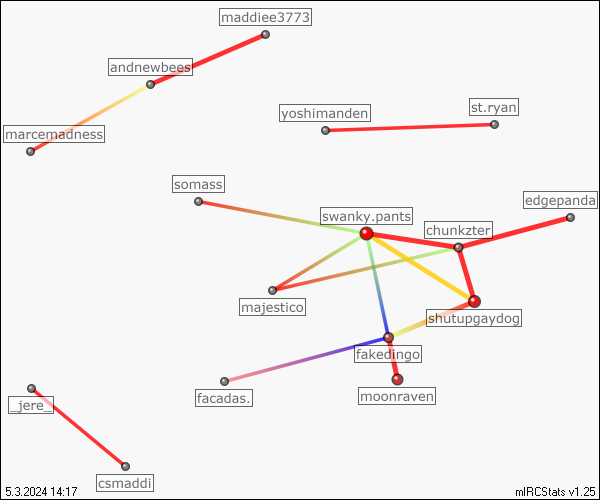 maddiee3773
andnewbees
yoshimanden
st.ryan
marcemadness
somass
edgepanda
swanky.pants
chunkzter
majestico
shutupgaydog
fakedingo
facadas.
moonraven
_jere_
csmaddi
5.3.2024 14:17
mIRCStats v1.25